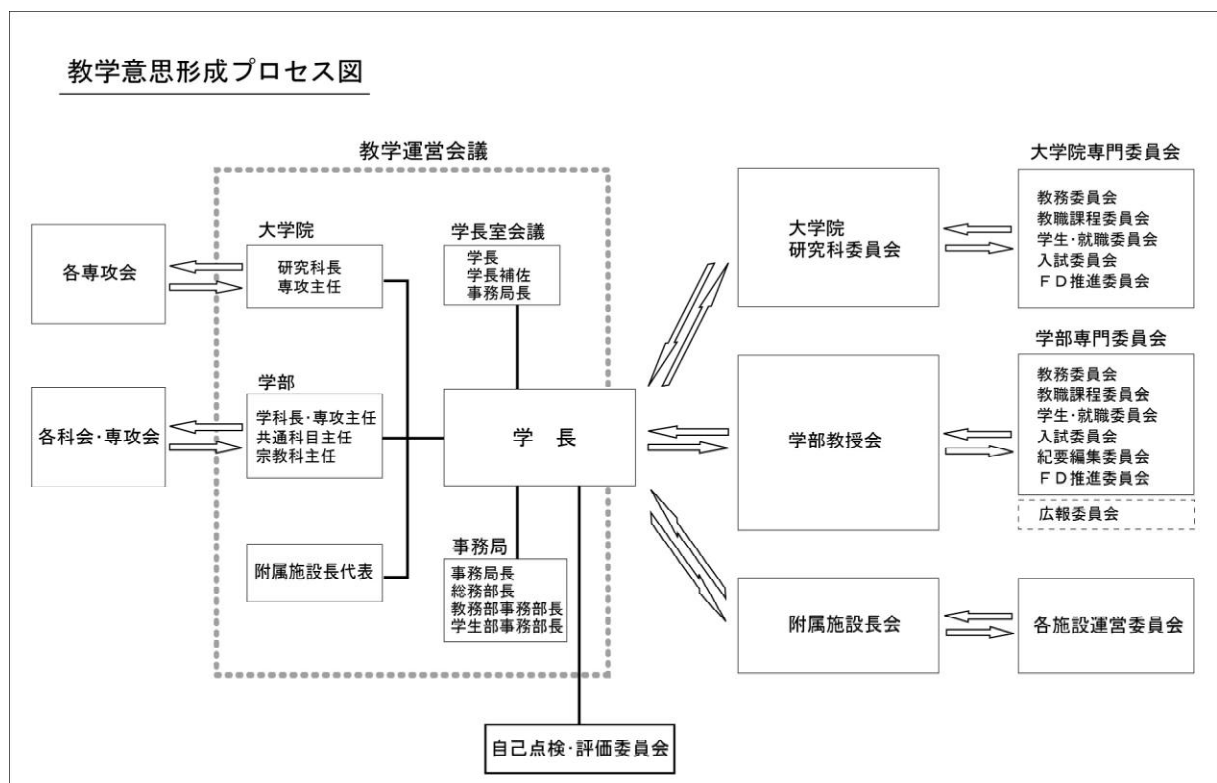 教学意思形成プロセス図
教学運営会議
大学院
研究科長
専攻主任
各専攻会
学長室会議
学長
学長補佐
事務局長
学部
学科長・専攻主任
共通科目主任
宗教科主任
各科会・専攻会
学　長
附属施設長代表
事務局
事務局長
総務部長
教務部事務部長
学生部事務部長
自己点検・評価委員会
大学院
研究科委員会
大学院専門委員会
教務委員会
教職課程委員会
学生・就職委員会
入試委員会
ＦＤ推進委員会
学部教授会
学部専門委員会
教務委員会
教職課程委員会
学生・就職委員会
入試委員会
紀要編集委員会
ＦＤ推進委員会
広報委員会
附属施設長会
各施設運営委員会